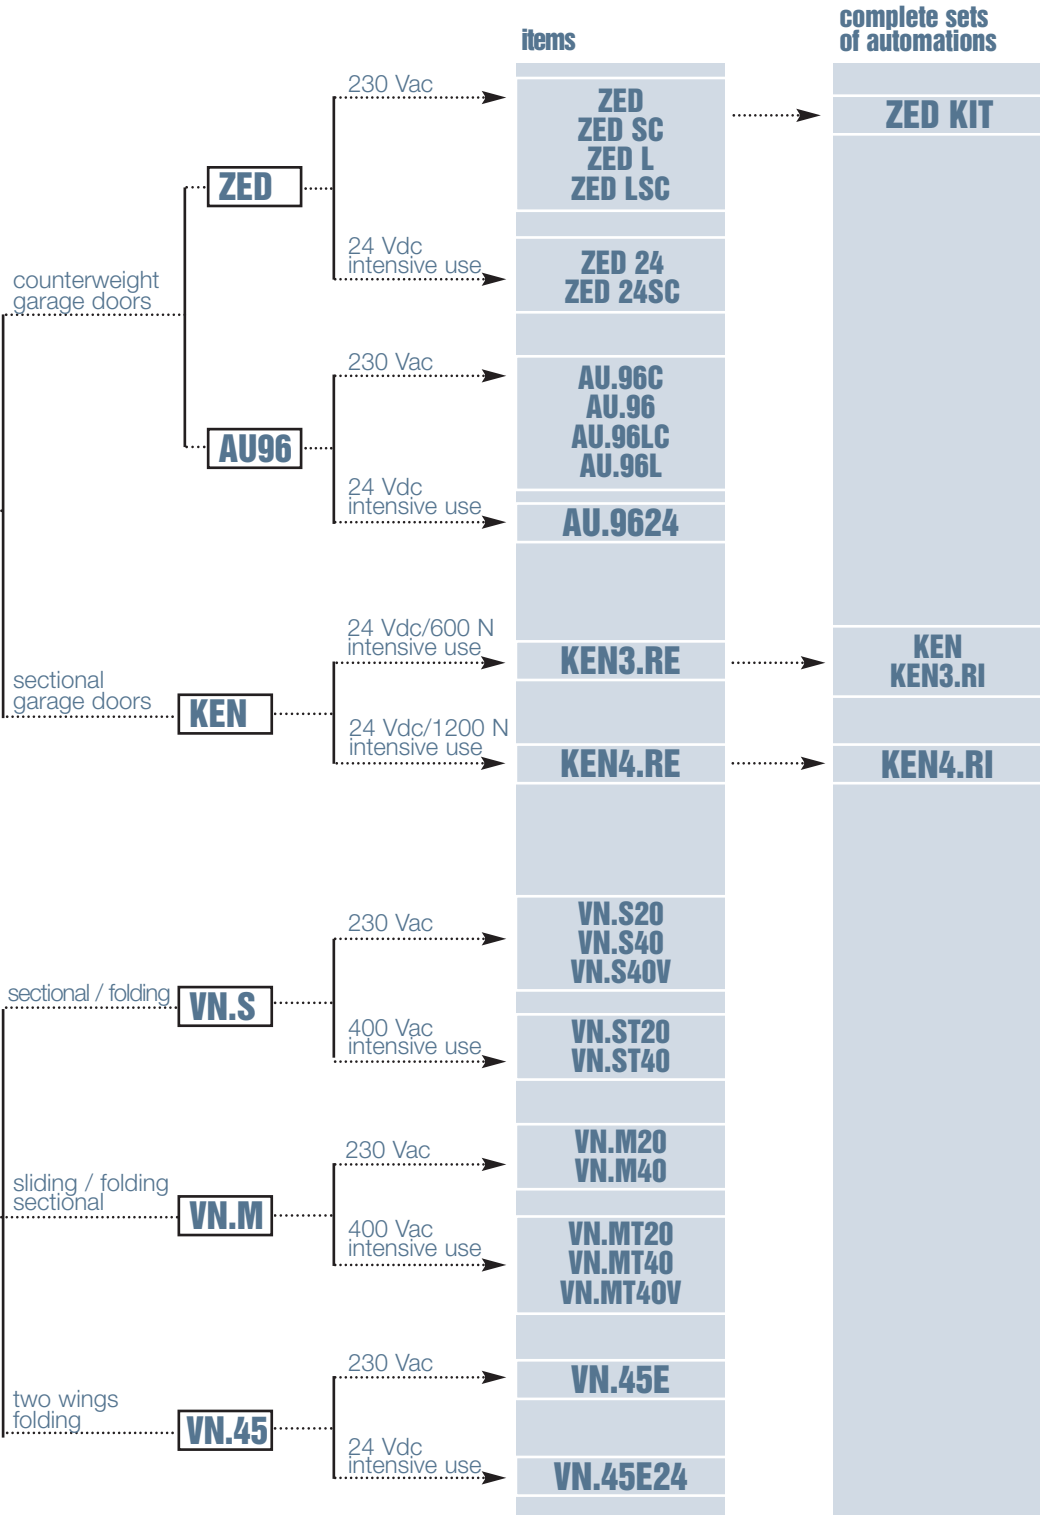 items
complete sets
of automations
230 Vac
ZED
ZED SC
ZED L
ZED LSC
ZED KIT
ZED
24 Vdc
intensive use
ZED 24
ZED 24SC
counterweight
garage doors
230 Vac
AU.96C
AU.96
AU.96LC
AU.96L
AU96
24 Vdc
intensive use
AU.9624
24 Vdc/600 N
intensive use
KEN3.RE
KEN
KEN3.RI
sectional
garage doors
KEN
24 Vdc/1200 N
intensive use
KEN4.RE
KEN4.RI
230 Vac
VN.S20
VN.S40
VN.S40V
sectional / folding
VN.S
400 Vac
intensive use
VN.ST20
VN.ST40
230 Vac
VN.M20
VN.M40
sliding / folding
sectional
VN.M
400 Vac
intensive use
VN.MT20
VN.MT40
VN.MT40V
230 Vac
VN.45E
two wings
folding
VN.45
24 Vdc
intensive use
VN.45E24